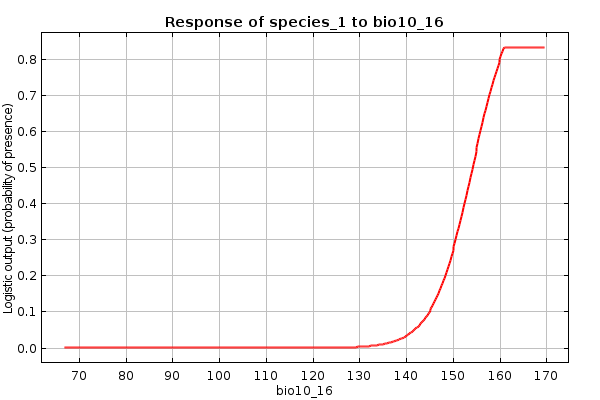 Response of species_1 to bio10_16
Logistic output (probability of presence)
0.8
0.7
0.6
0.5
0.4
0.3
0.2
0.1
0.0
70 80 90 100 110 120 130 140 150 160 170
bio10_16